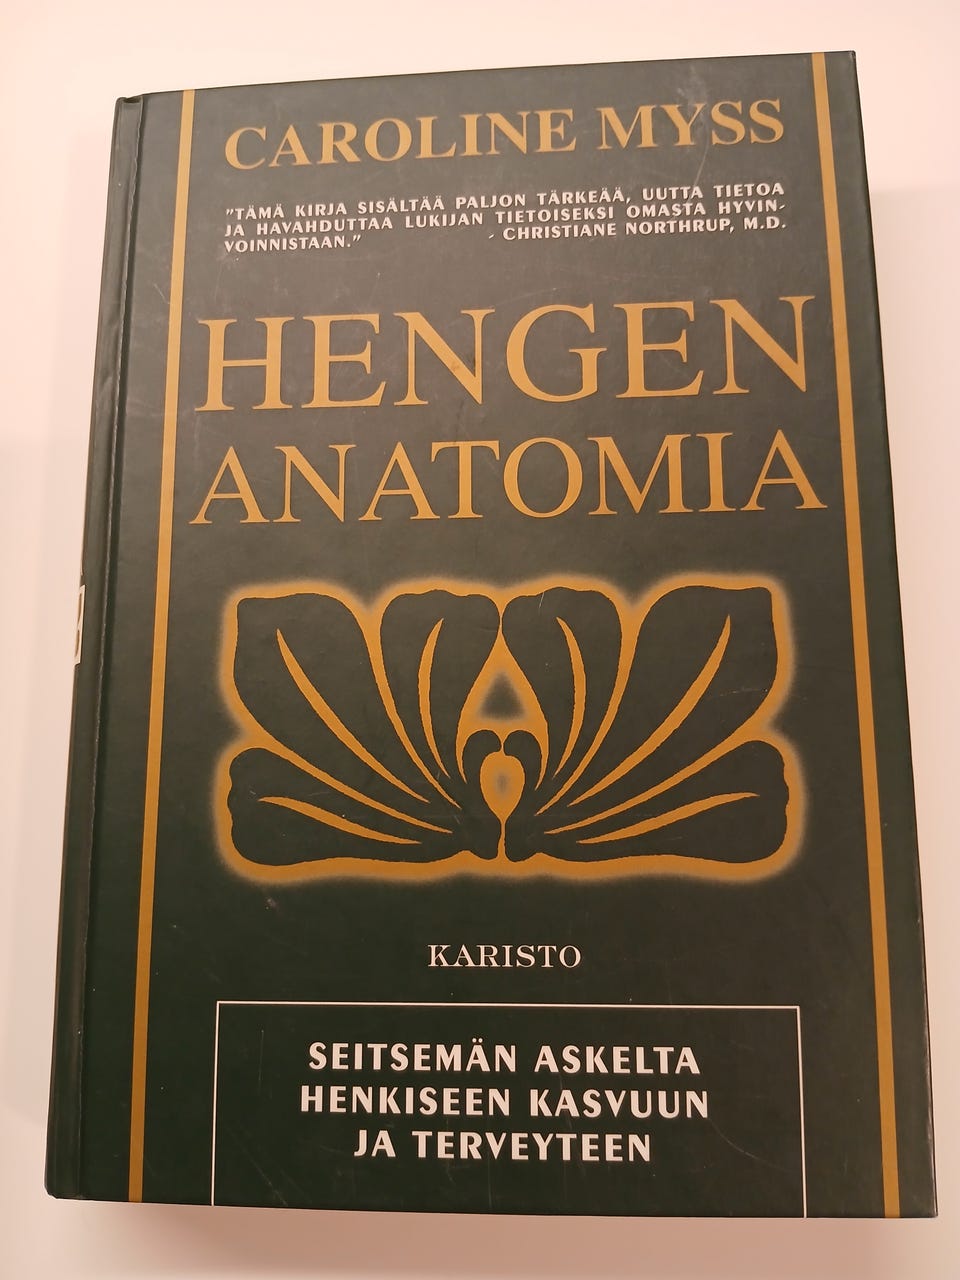 CAROLINE MYSS
"TÄMÄ KIRJA SISÄLTÄÄ PALJON TÄRKEÄÄ, UUTTA TIETOA
JA HAVAHDUTTAA LUKIJAN TIETOISEKSI OMASTA HYVIN-
VOINNISTAAN." - CHRISTIANE NORTHRUP, M.D.
HENGEN
ANATOMIA
KARISTO
SEITSEMÄN ASKELTA
HENKISEEN KASVUUN
JA TERVEYTEEN